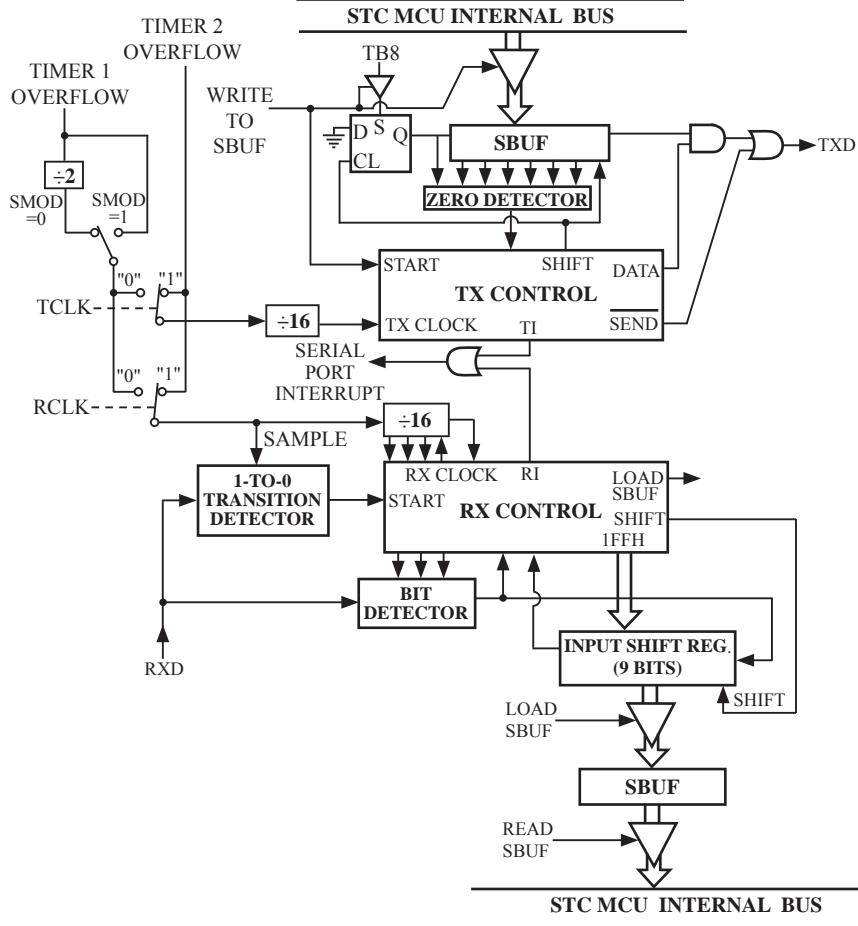 STC MCU INTERNAL BUS
TIMER 2
OVERFLOW
TB8
TIMER 1
OVERFLOW
WRITE
TO
SBUF
D
S
Q
CL
SBUF
TXD
÷2
ZERO DETECTOR
SMOD
=0
SMOD
=1
START
SHIFT
DATA
TX CONTROL
"0"
"1"
TCLK
÷16
TX CLOCK
TI
SEND
SERIAL
PORT
INTERRUPT
"0"
"1"
RCLK
÷16
SAMPLE
RX CLOCK
RI
LOAD
SBUF
1-TO-0
TRANSITION
DETECTOR
START
RX CONTROL
SHIFT
1FFH
BIT
DETECTOR
INPUT SHIFT REG.
(9 BITS)
RXD
SHIFT
LOAD
SBUF
SBUF
READ
SBUF
STC MCU INTERNAL BUS